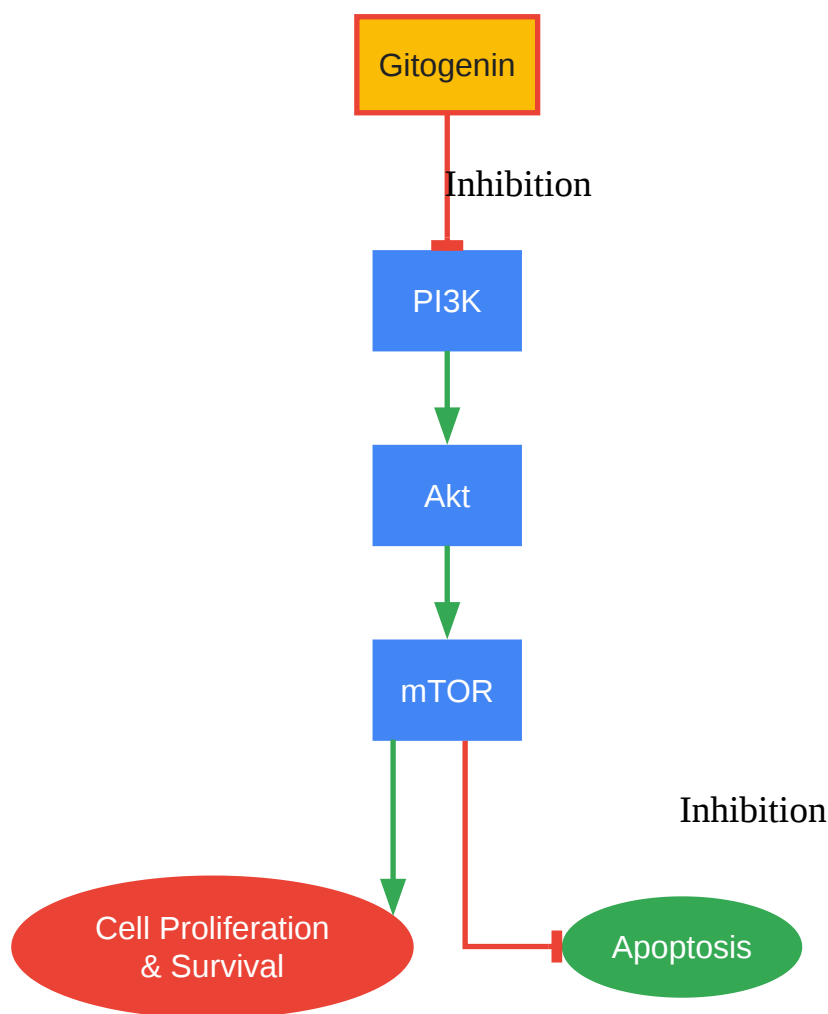 Gitogenin
Inhibition
PI3K
Akt
mTOR
Inhibition
Cell Proliferation
& Survival
Apoptosis